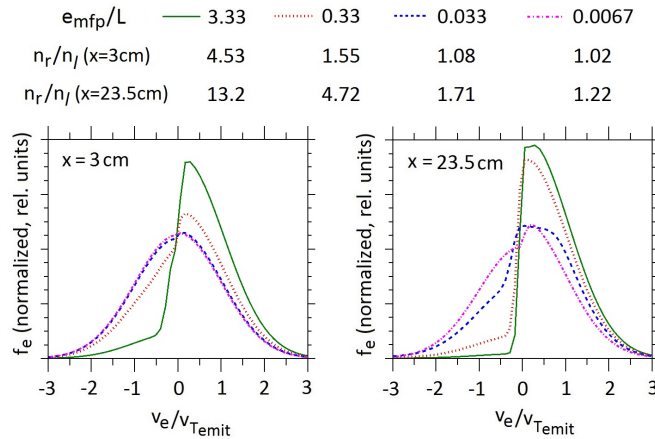 e_mfp/L 3.33 0.33 0.033 0.0067
n_r/n_l (x=3cm) 4.53 1.55 1.08 1.02
n_r/n_l (x=23.5cm) 13.2 4.72 1.71 1.22
x = 3 cm
x = 23.5 cm
f_e (normalized, rel. units)
f_e (normalized, rel. units)
-3 -2 -1 0 1 2 3
-3 -2 -1 0 1 2 3
v_e/v_Temit
v_e/v_Temit